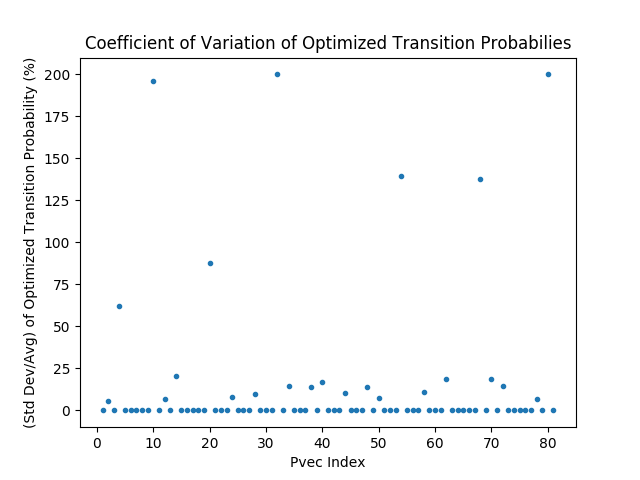 Coefficient of Variation of Optimized Transition Probabilies
(Std Dev/Avg) of Optimized Transition Probability (%)
200
175
150
125
100
75
50
25
0
0 10 20 30 40 50 60 70 80
Pvec Index